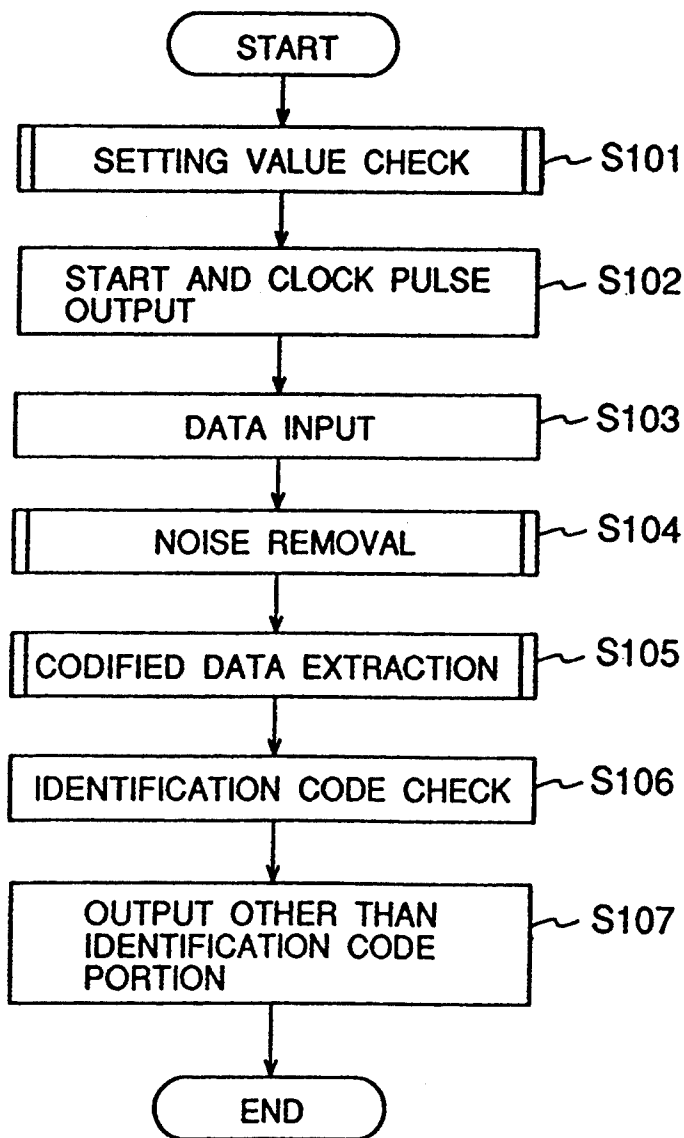 START
SETTING VALUE CHECK
S101
START AND CLOCK PULSE
OUTPUT
S102
DATA INPUT
S103
NOISE REMOVAL
S104
CODIFIED DATA EXTRACTION
S105
IDENTIFICATION CODE CHECK
S106
OUTPUT OTHER THAN
IDENTIFICATION CODE
PORTION
S107
END